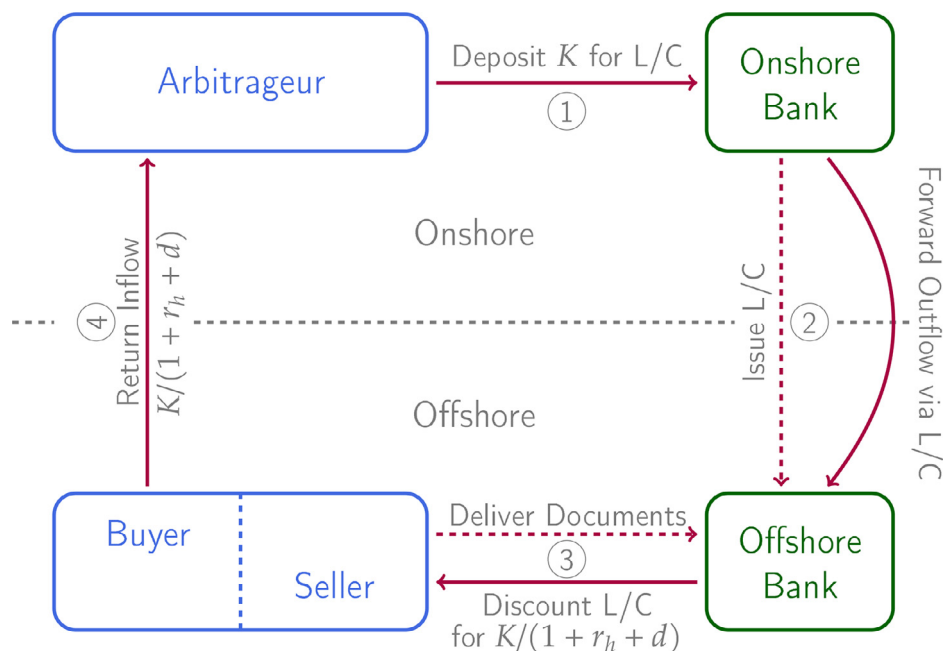 Arbitrageur
Deposit K for L/C
①
Onshore
Bank
Onshore
④
Return Inflow
K/(1 + r_h + d)
Issue L/C
②
Forward Outflow via L/C
Offshore
Buyer
Seller
Deliver Documents
③
Discount L/C
for K/(1 + r_h + d)
Offshore
Bank